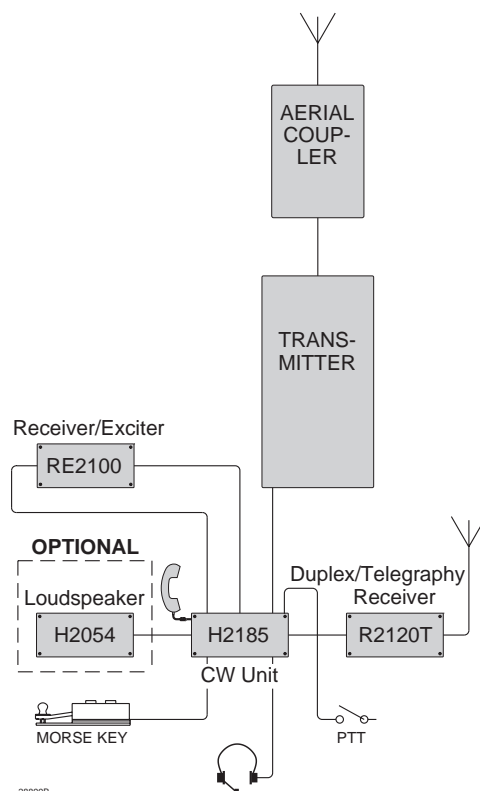 AERIAL
COUP-
LER
TRANS-
MITTER
Receiver/Exciter
RE2100
OPTIONAL
Loudspeaker
H2054
H2185
CW Unit
Duplex/Telegraphy
Receiver
R2120T
MORSE KEY
PTT